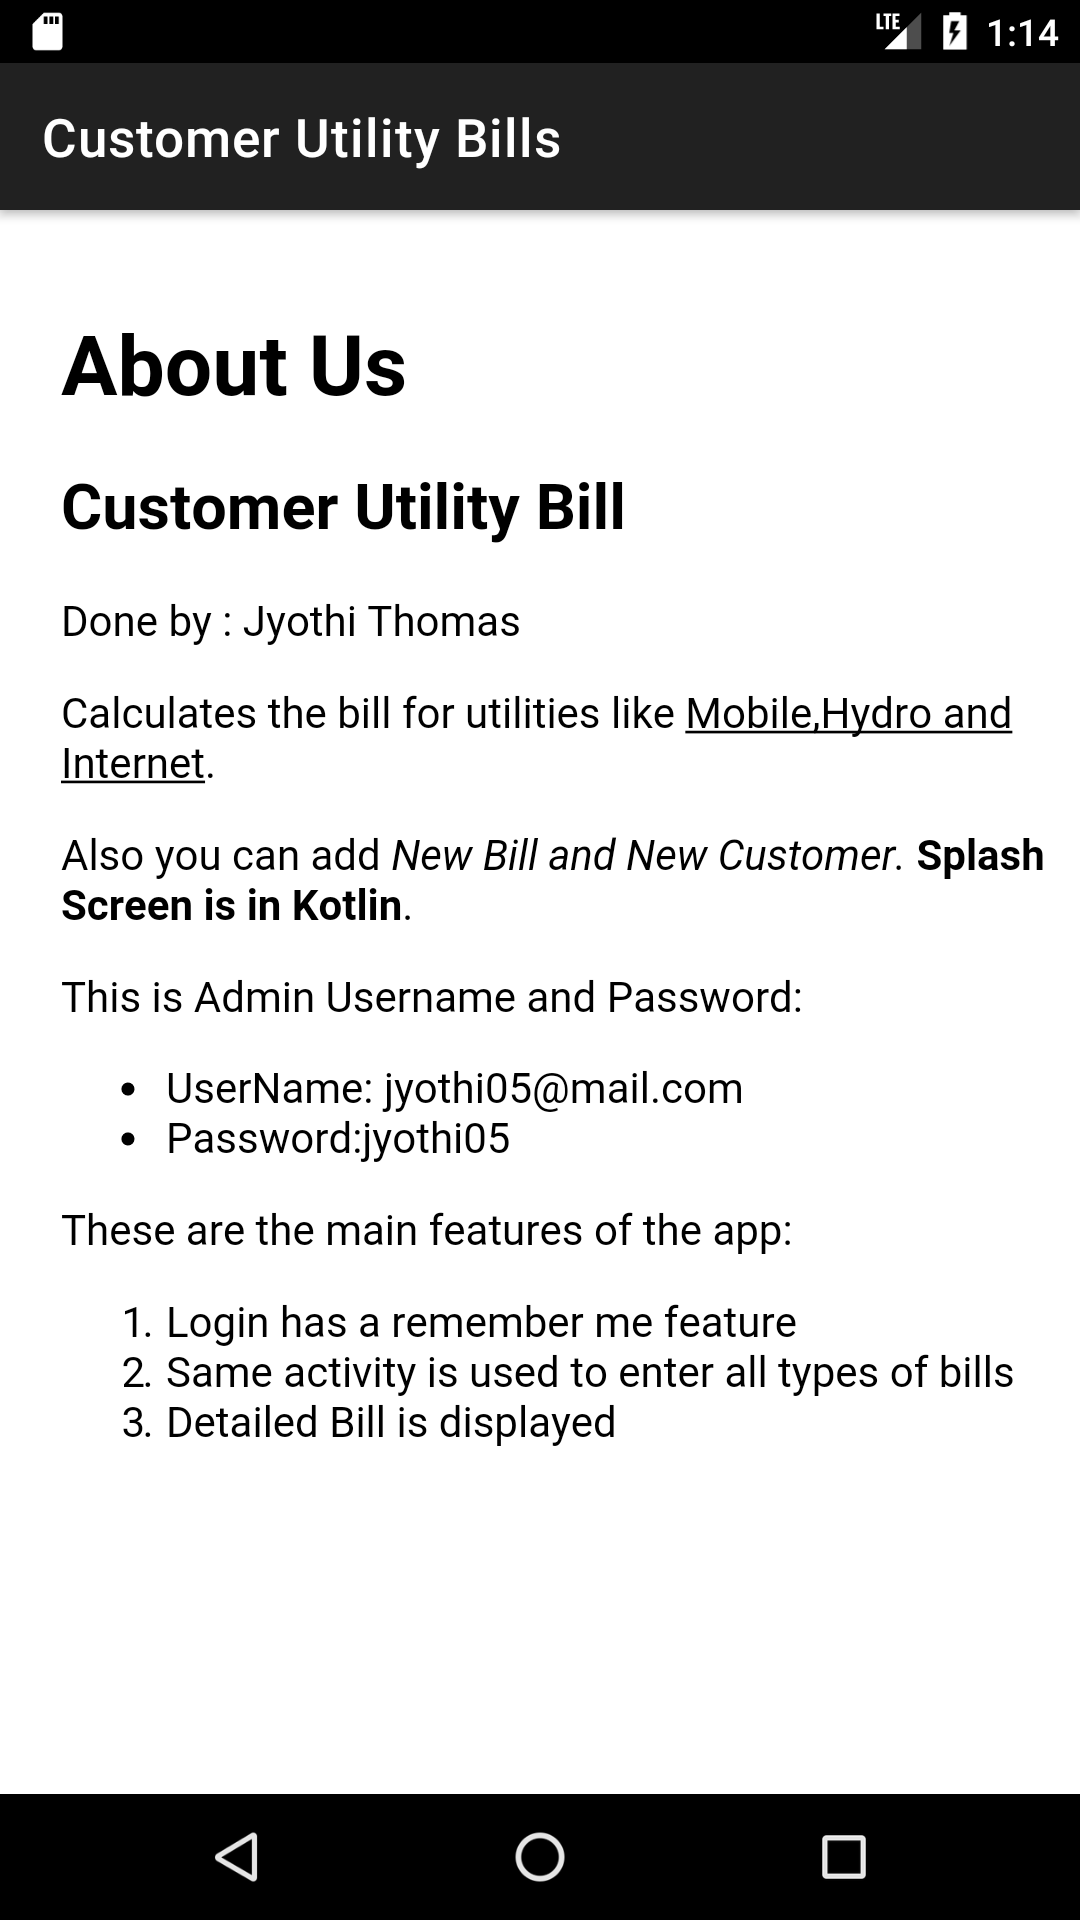 LTE 1:14
Customer Utility Bills
About Us
Customer Utility Bill
Done by : Jyothi Thomas
Calculates the bill for utilities like Mobile,Hydro and
Internet.
Also you can add New Bill and New Customer. Splash
Screen is in Kotlin.
This is Admin Username and Password:
• UserName: jyothi05@mail.com
• Password:jyothi05
These are the main features of the app:
1. Login has a remember me feature
2. Same activity is used to enter all types of bills
3. Detailed Bill is displayed